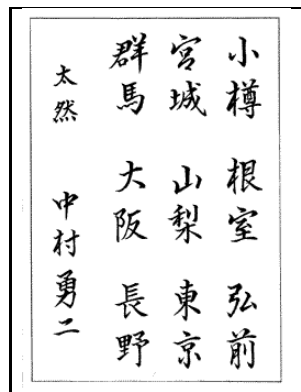 小樽 根室 弘前
宮城 山梨 東京
群馬 大阪 長野
太然 中村勇二